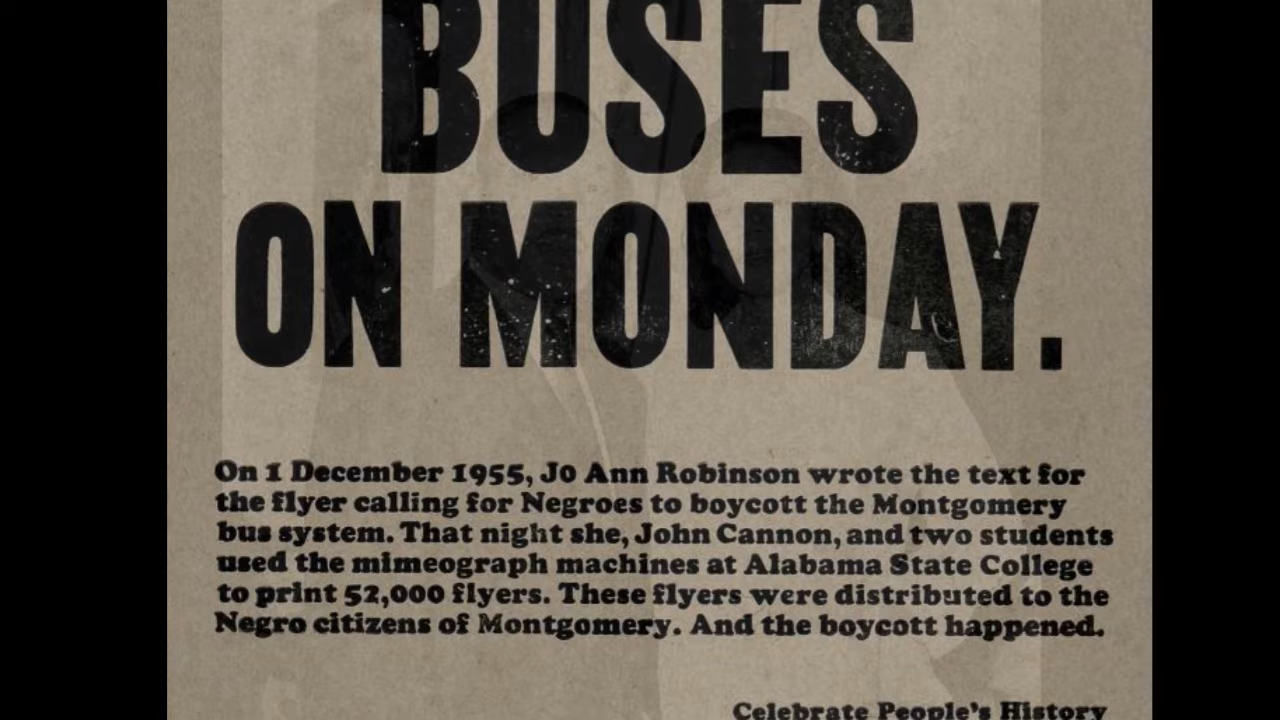 BUSES
ON MONDAY.
On 1 December 1955, Jo Ann Robinson wrote the text for
the flyer calling for Negroes to boycott the Montgomery
bus system. That night she, John Cannon, and two students
used the mimeograph machines at Alabama State College
to print 52,000 flyers. These flyers were distributed to the
Negro citizens of Montgomery. And the boycott happened.
Celebrate People's History